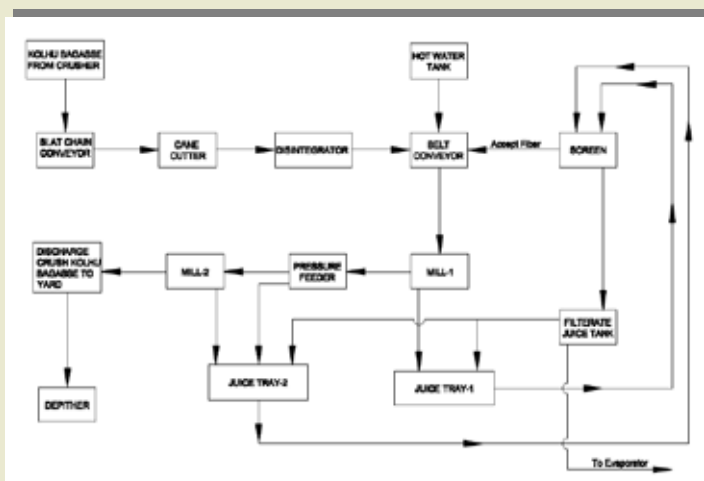 KOLHU BAGASSE
FROM CRUSHER
HOT WATER
TANK
SLAT CHAIN
CONVEYOR
CANE
CUTTER
DISINTEGRATOR
BELT
CONVEYOR
Accept Fiber
SCREEN
DISCHARGE
CRUSH KOLHU
BAGASSE TO
YARD
MILL-2
PRESSURE
FEEDER
MILL-1
FILTERATE
JUICE TANK
JUICE TRAY-2
JUICE TRAY-1
DEPITHER
To Evaporator